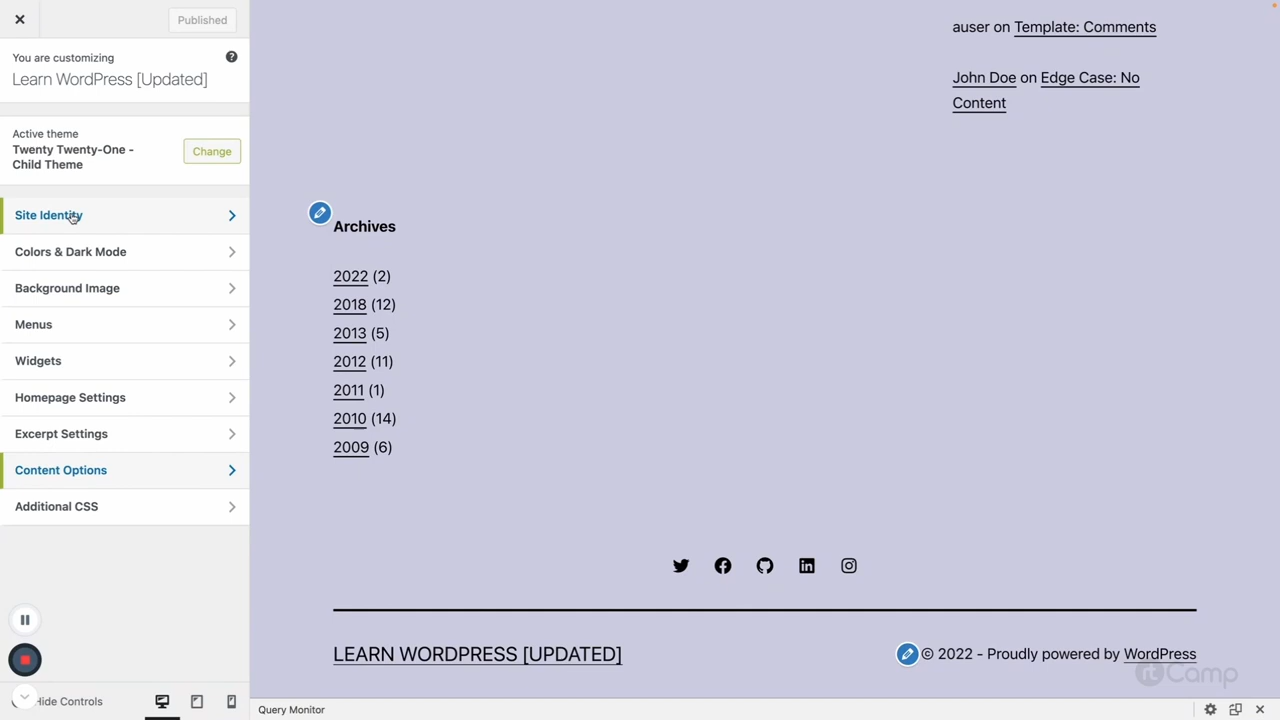 Published
You are customizing
Learn WordPress [Updated]
Active theme
Twenty Twenty-One -
Child Theme
Change
Site Identity
Colors & Dark Mode
Background Image
Menus
Widgets
Homepage Settings
Excerpt Settings
Content Options
Additional CSS
Hide Controls
auser on Template: Comments
John Doe on Edge Case: No
Content
Archives
2022 (2)
2018 (12)
2013 (5)
2012 (11)
2011 (1)
2010 (14)
2009 (6)
LEARN WORDPRESS [UPDATED]
© 2022 - Proudly powered by WordPress
rtCamp
Query Monitor